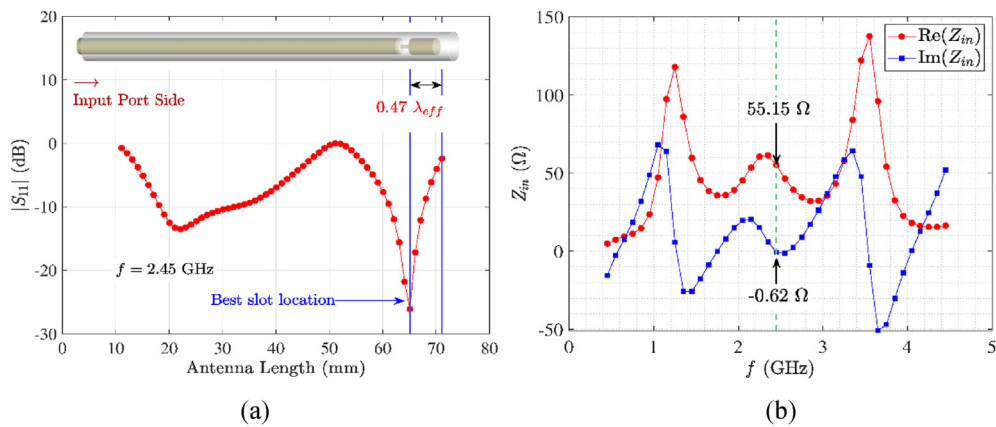 (a)
20
15
10
5
0
-10
-20
-30
|S11| (dB)
Input Port Side
0.47 λeff
f = 2.45 GHz
Best slot location
0 10 20 30 40 50 60 70 80
Antenna Length (mm)
(a)
(b)
150
100
50
0
-50
Zin (Ω)
Re(Zin)
Im(Zin)
55.15 Ω
-0.62 Ω
0 1 2 3 4 5
f (GHz)
(b)